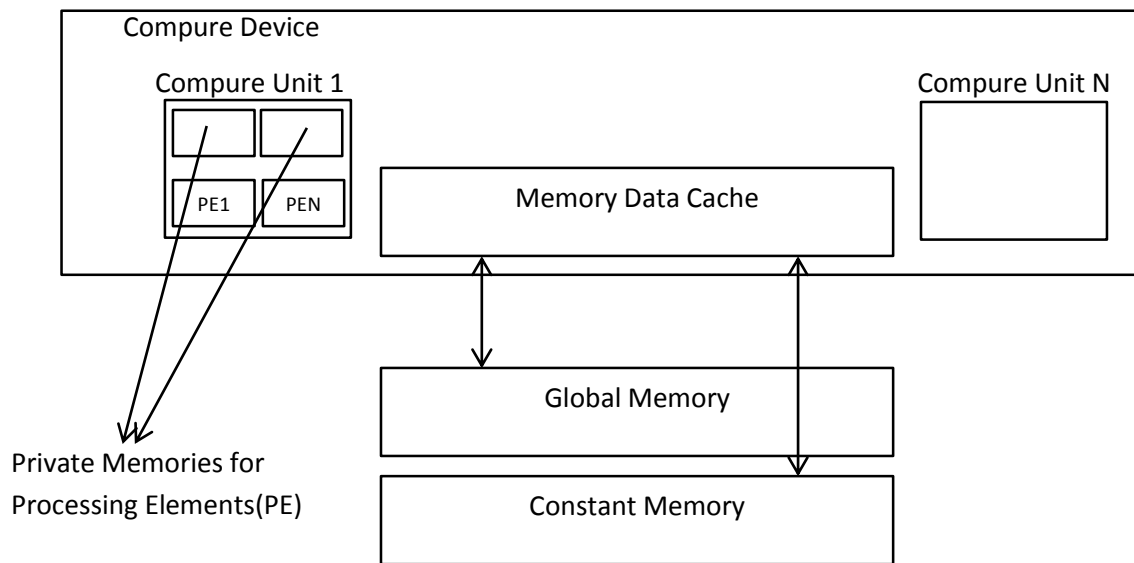 Compure Device
Compure Unit 1
Compure Unit N
PE1
PEN
Memory Data Cache
Global Memory
Private Memories for
Processing Elements(PE)
Constant Memory